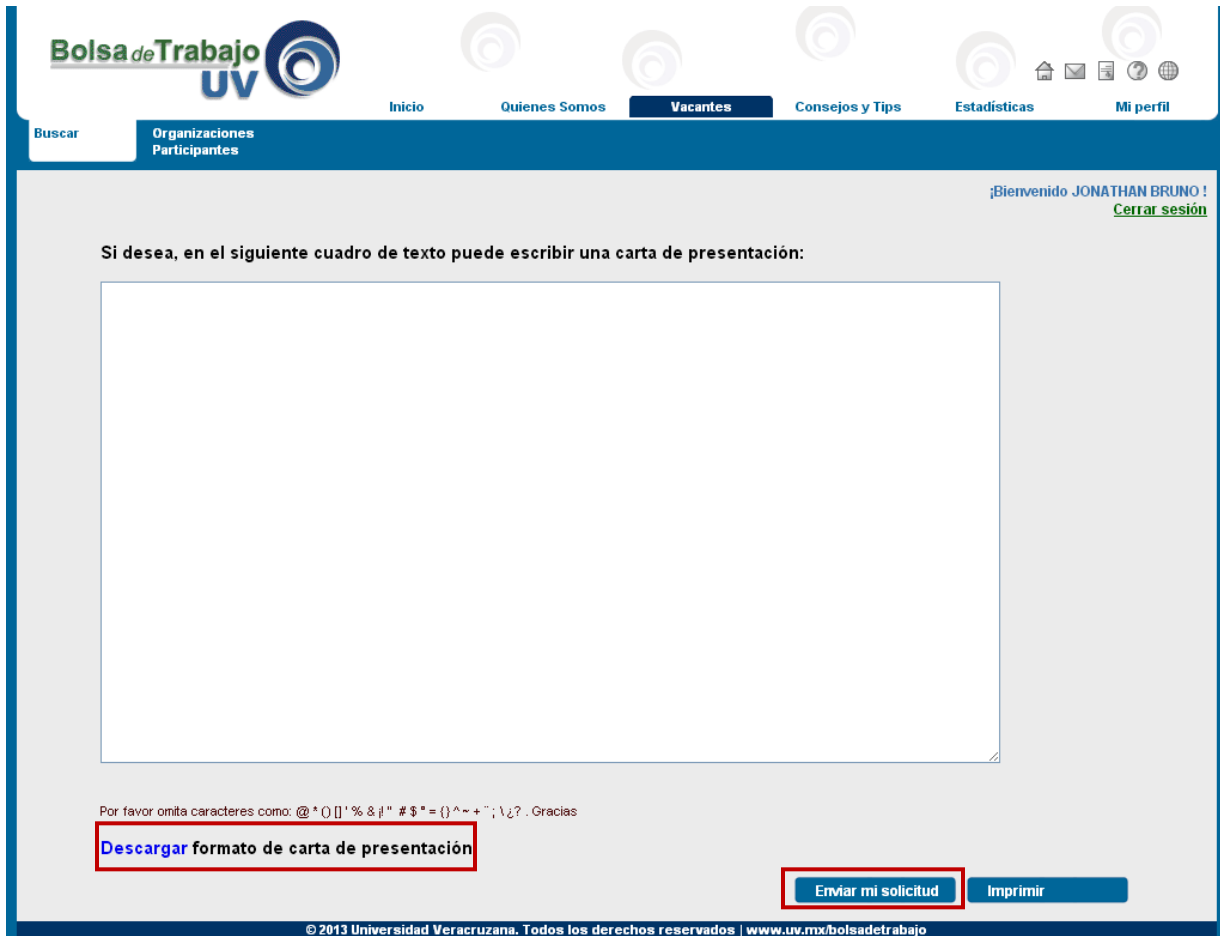 Bolsa de Trabajo
UV
Inicio
Quienes Somos
Vacantes
Consejos y Tips
Estadísticas
Mi perfil
Buscar
Organizaciones
Participantes
¡Bienvenido JONATHAN BRUNO !
Cerrar sesión
Si desea, en el siguiente cuadro de texto puede escribir una carta de presentación:
Por favor omita caracteres como: @ * () [] ' % & ¡! " # $ ° = {} ^ ~ + ¨ ; \ ¿? . Gracias
Descargar formato de carta de presentación
Enviar mi solicitud
Imprimir
© 2013 Universidad Veracruzana. Todos los derechos reservados | www.uv.mx/bolsadetrabajo